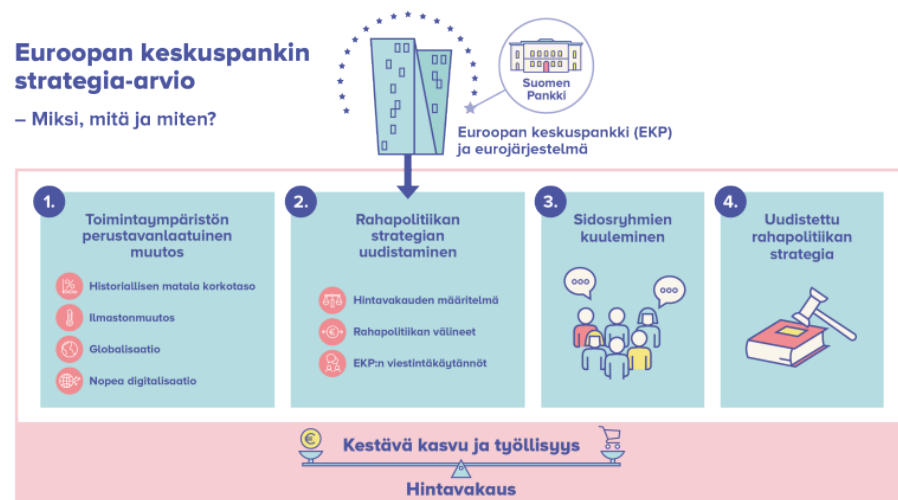 Euroopan keskuspankin
strategia-arvio
– Miksi, mitä ja miten?
Suomen
Pankki
Euroopan keskuspankki (EKP)
ja eurojärjestelmä
1.
Toimintaympäristön
perustavanlaatuinen
muutos
%
Historiallisen matala korkotaso
Ilmastonmuutos
Globalisaatio
Nopea digitalisaatio
2.
Rahapolitiikan
strategian
uudistaminen
Hintavakauden määritelmä
€
Rahapolitiikan välineet
EKP:n viestintäkäytännöt
3.
Sidosryhmien
kuuleminen
4.
Uudistettu
rahapolitiikan
strategia
€
Kestävä kasvu ja työllisyys
Hintavakaus